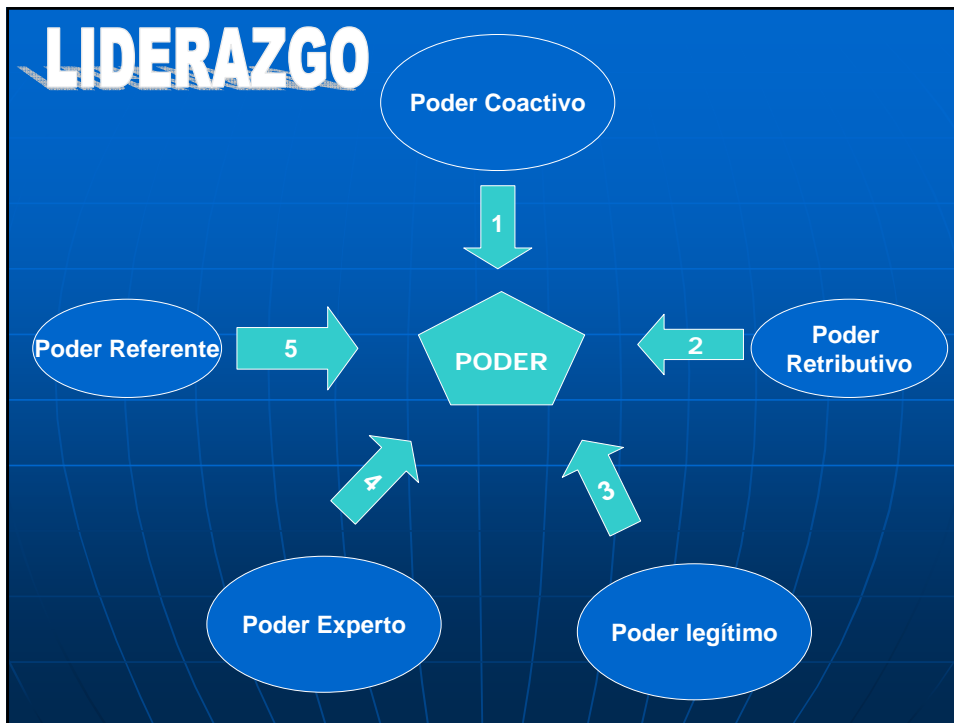 LIDERAZGO
Poder Coactivo
1
Poder Referente
5
PODER
2
Poder
Retributivo
4
3
Poder Experto
Poder legítimo